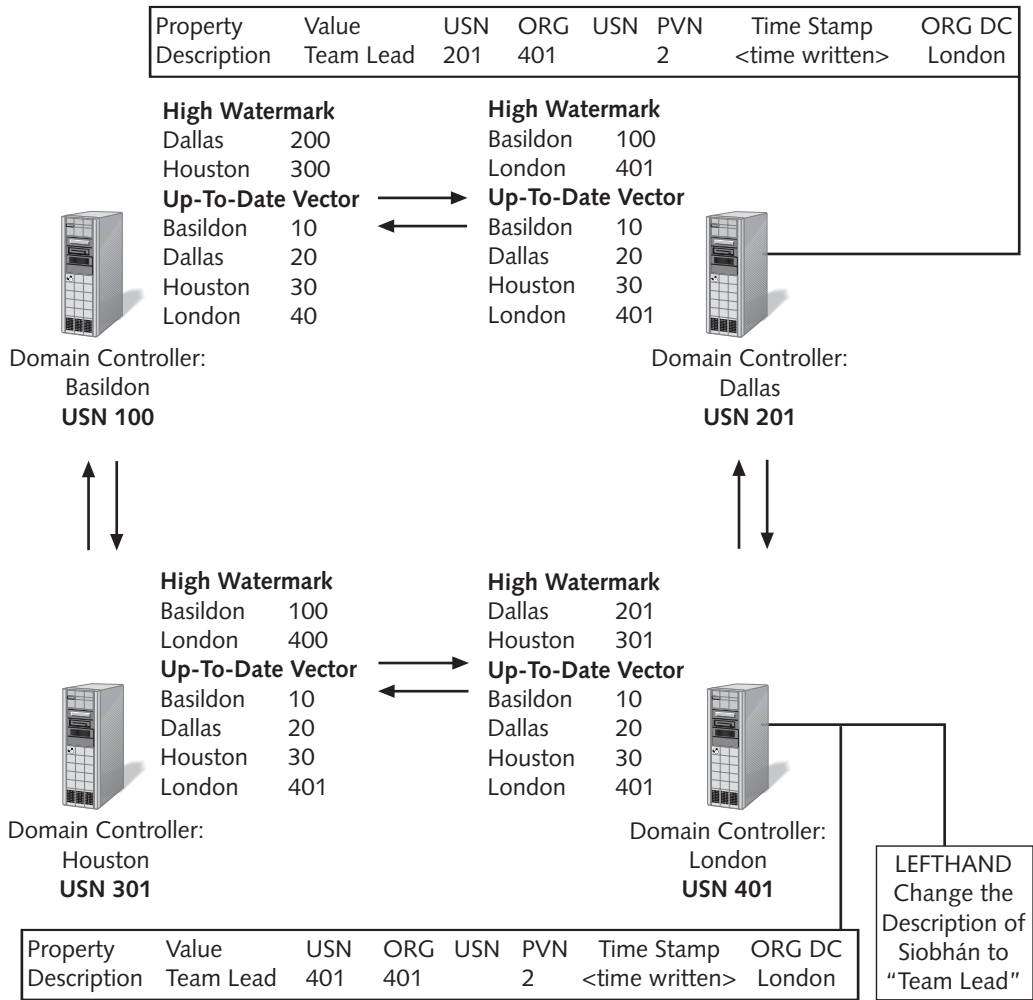 Property Value USN ORG USN PVN Time Stamp ORG DC
Description Team Lead 201 401 2 <time written> London
High Watermark
Dallas 200
Houston 300
Up-To-Date Vector
Basildon 10
Dallas 20
Houston 30
London 40
Domain Controller:
Basildon
USN 100
High Watermark
Basildon 100
London 401
Up-To-Date Vector
Basildon 10
Dallas 20
Houston 30
London 401
Domain Controller:
Dallas
USN 201
High Watermark
Basildon 100
London 400
Up-To-Date Vector
Basildon 10
Dallas 20
Houston 30
London 401
Domain Controller:
Houston
USN 301
High Watermark
Dallas 201
Houston 301
Up-To-Date Vector
Basildon 10
Dallas 20
Houston 30
London 401
Domain Controller:
London
USN 401
LEFTHAND
Change the
Description of
Siobhán to
“Team Lead”
Property Value USN ORG USN PVN Time Stamp ORG DC
Description Team Lead 401 401 2 <time written> London